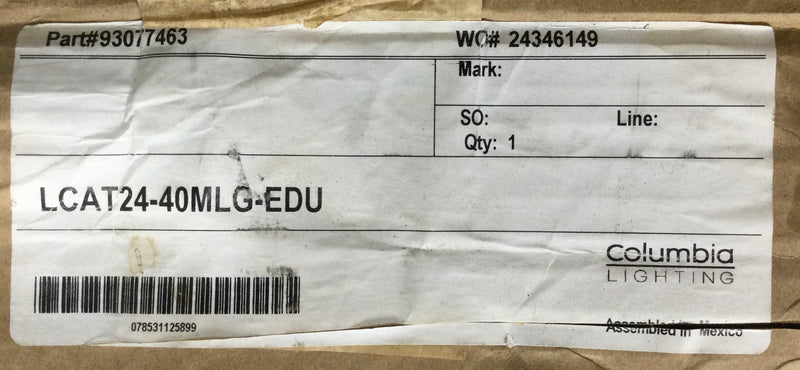 Part#93077463
WO# 24346149
Mark:
SO:
Line:
Qty: 1
LCAT24-40MLG-EDU
Columbia
LIGHTING
078531125899
Assembled in Mexico